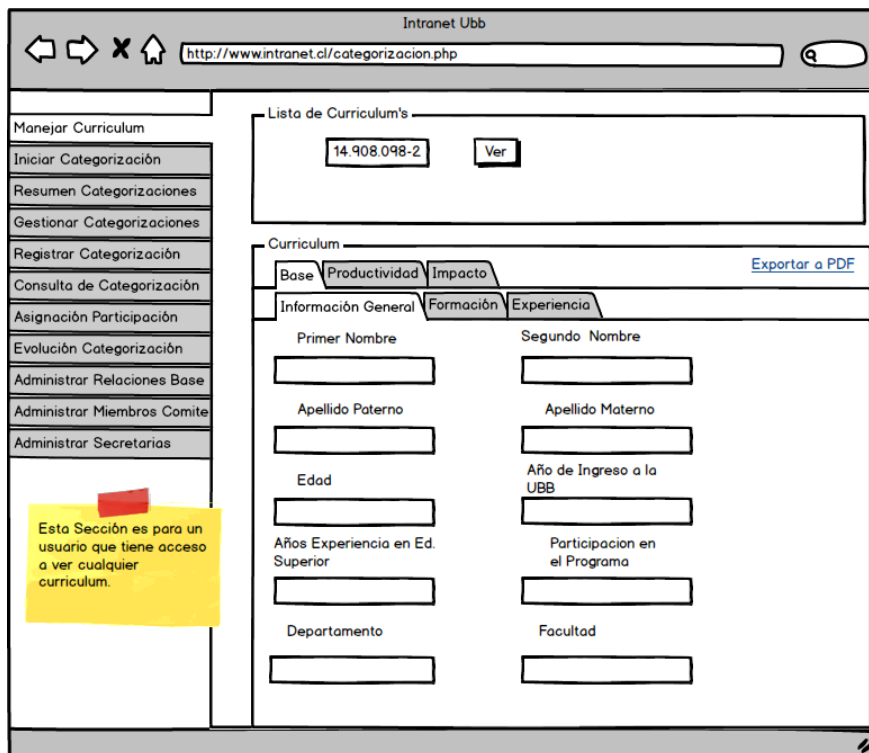 Intranet Ubb
http://www.intranet.cl/categorizacion.php
Manejar Curriculum
Iniciar Categorización
Resumen Categorizaciones
Gestionar Categorizaciones
Registrar Categorización
Consulta de Categorización
Asignación Participación
Evolución Categorización
Administrar Relaciones Base
Administrar Miembros Comite
Administrar Secretarias
Esta Sección es para un
usuario que tiene acceso
a ver cualquier
curriculum.
Lista de Curriculum's
14.908.098-2 Ver
Curriculum
Base Productividad Impacto Exportar a PDF
Información General Formación Experiencia
Primer Nombre Segundo Nombre
Apellido Paterno Apellido Materno
Edad
Año de Ingreso a la
UBB
Años Experiencia en Ed.
Superior
Participacion en
el Programa
Departamento Facultad